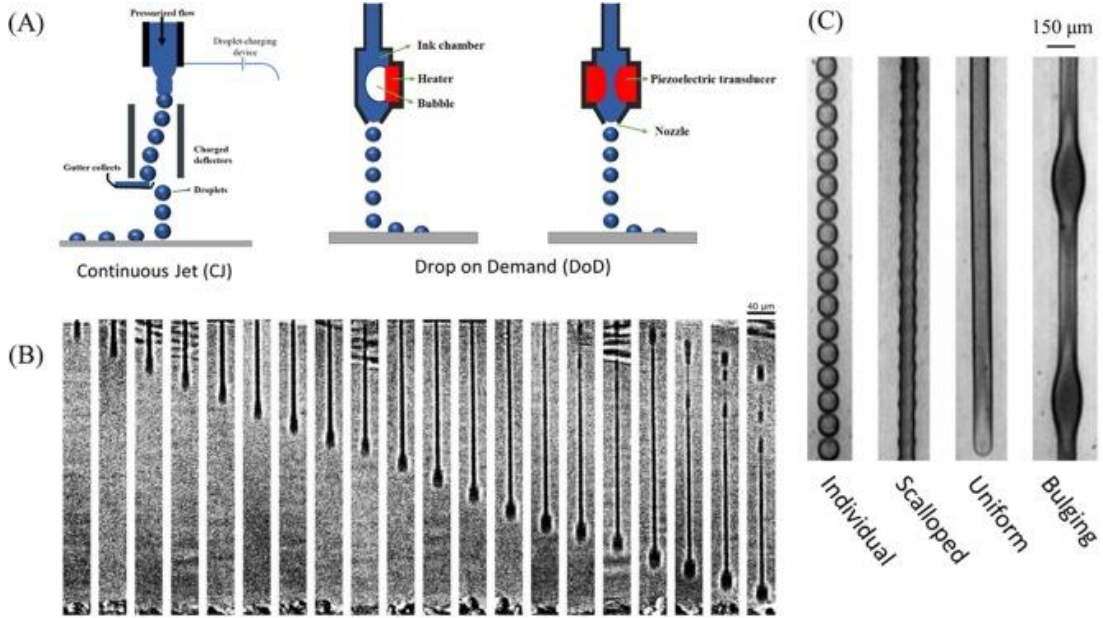 (A)
Pressurized flow
Droplet-charging
device
Charged
deflectors
Gutter collects
Droplets
Continuous Jet (CJ)
Ink chamber
Heater
Bubble
Piezoelectric transducer
Nozzle
Drop on Demand (DoD)
(B)
40 μm
(C)
150 μm
Individual
Scalloped
Uniform
Bulging